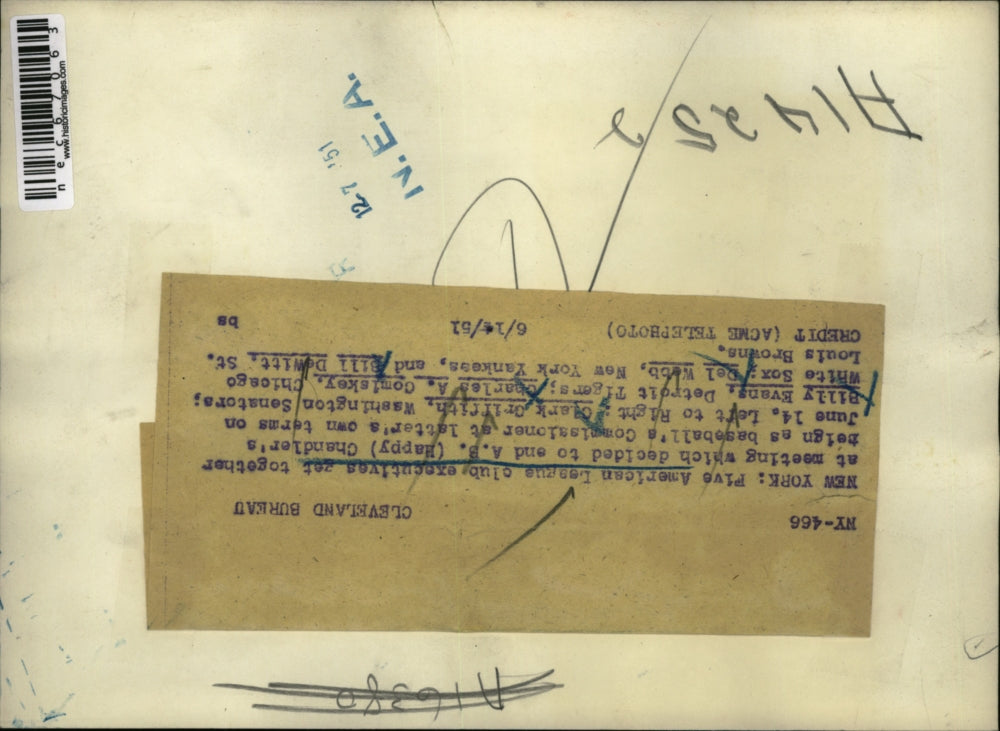 NY-466 CLEVELAND BUREAU
NEW YORK: Five American League club executives get together
at meeting which decided to end A.B. (Happy) Chandler's
reign as baseball's Commissioner at latter's own terms on
June 14. Left to Right: Clark Griffith, Washington Senators;
Billy Evans, Detroit Tigers; Charles A. Comiskey, Chicago
White Sox; Del Webb, New York Yankees, and Bill DeWitt, St.
Louis Browns.
CREDIT (ACME TELEPHOTO) 6/14/51 bs
N.E.A.
12-7 '51
R
A14252
A16380
nec67063
www.historicimages.com